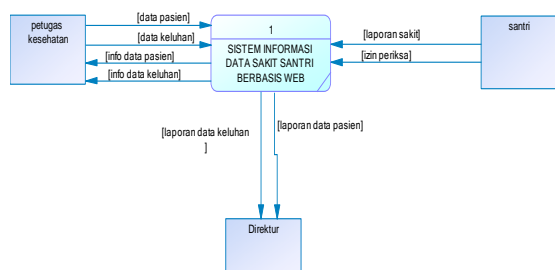 petugas
kesehatan
[data pasien]
[data keluhan]
[info data pasien]
[info data keluhan]
1
SISTEM INFORMASI
DATA SAKIT SANTRI
BERBASIS WEB
[laporan sakit]
[izin periksa]
santri
[laporan data keluhan
]
[laporan data pasien]
Direktur